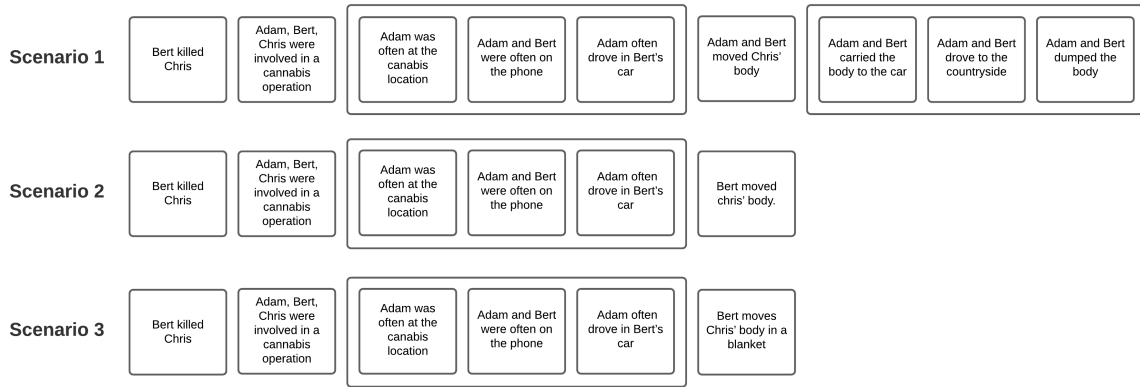 Scenario 1
Bert killed
Chris
Adam, Bert,
Chris were
involved in a
cannabis
operation
Adam was
often at the
canabis
location
Adam and Bert
were often on
the phone
Adam often
drove in Bert's
car
Adam and Bert
moved Chris'
body
Adam and Bert
carried the
body to the car
Adam and Bert
drove to the
countryside
Adam and Bert
dumped the
body
Scenario 2
Bert killed
Chris
Adam, Bert,
Chris were
involved in a
cannabis
operation
Adam was
often at the
canabis
location
Adam and Bert
were often on
the phone
Adam often
drove in Bert's
car
Bert moved
chris' body.
Scenario 3
Bert killed
Chris
Adam, Bert,
Chris were
involved in a
cannabis
operation
Adam was
often at the
canabis
location
Adam and Bert
were often on
the phone
Adam often
drove in Bert's
car
Bert moves
Chris' body in a
blanket